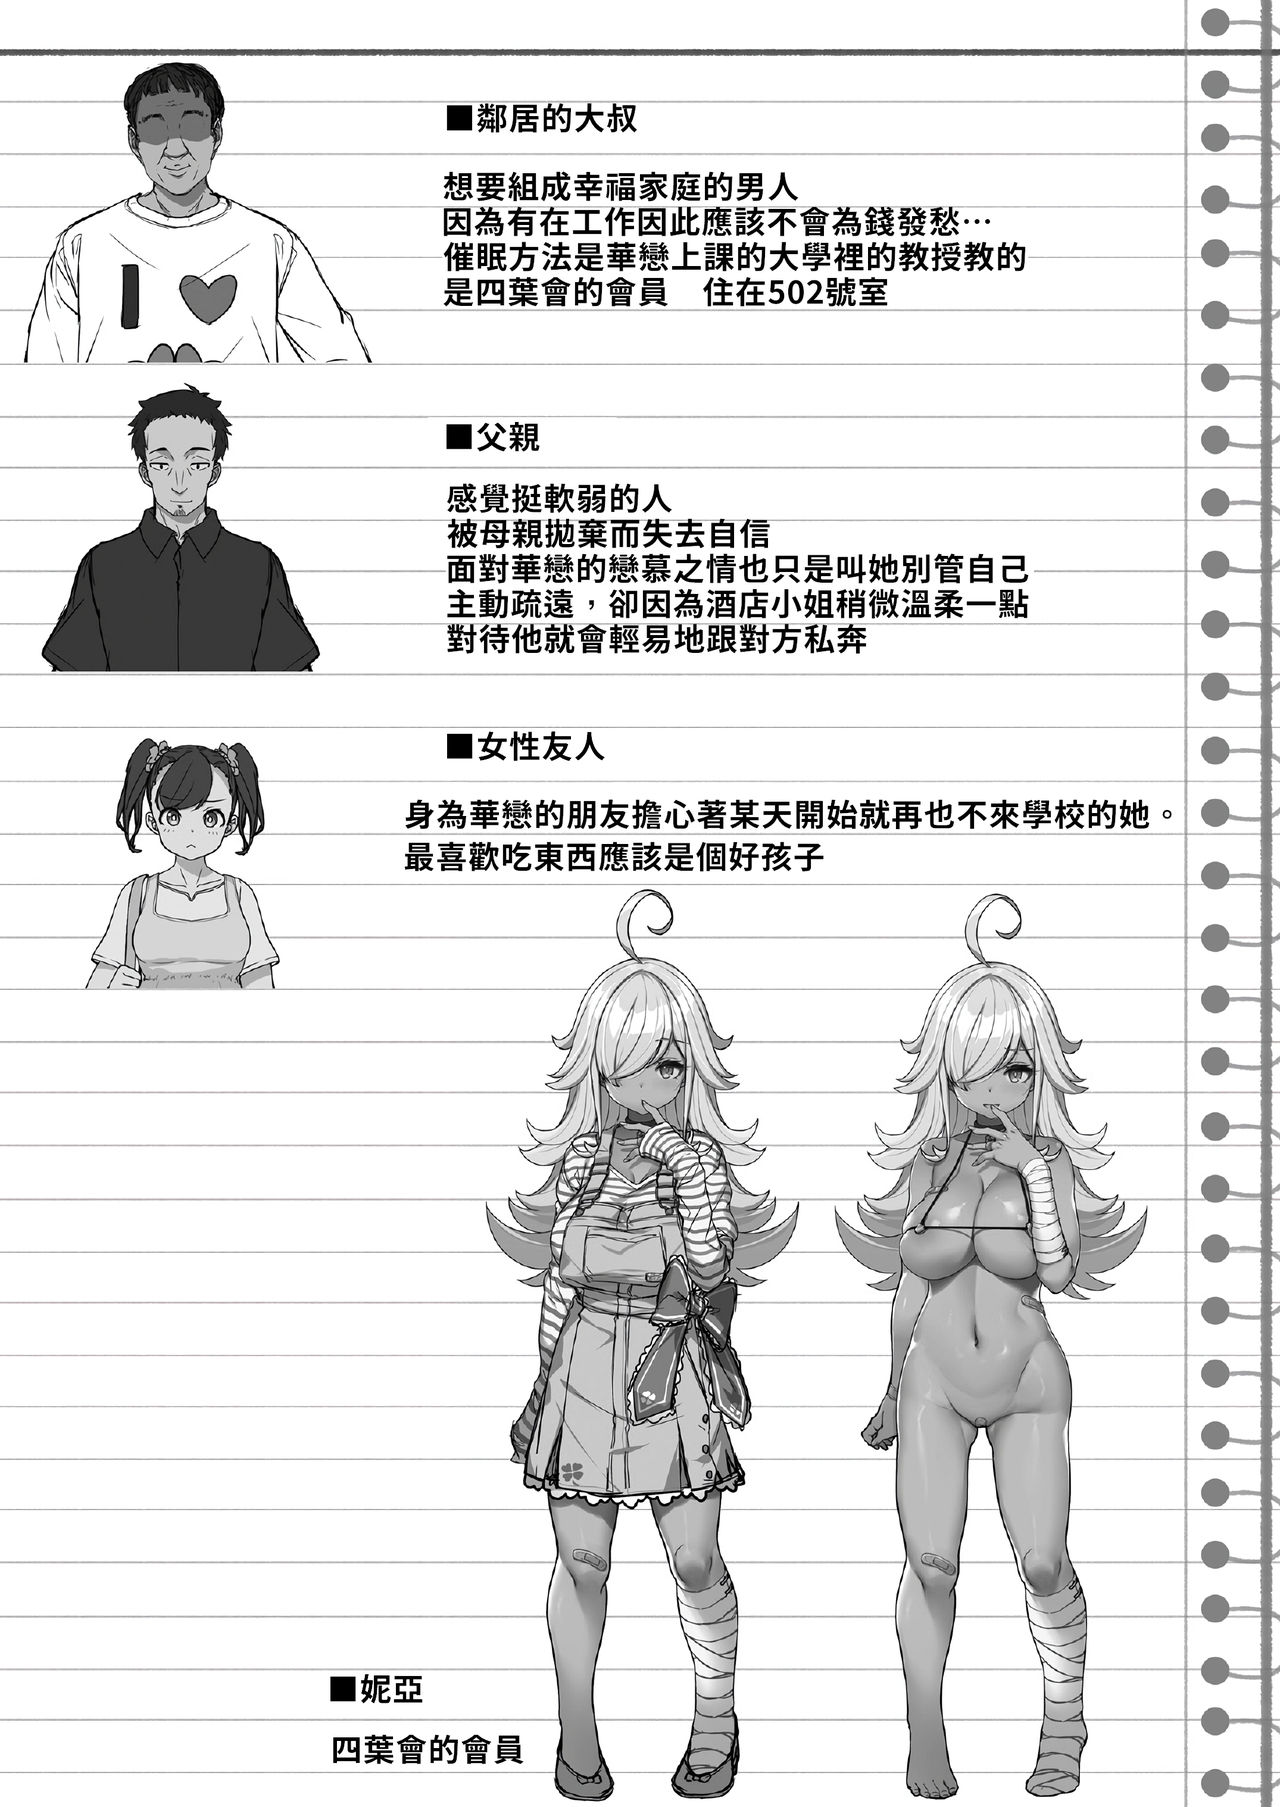 I
■鄰居的大叔
想要組成幸福家庭的男人
因為有在工作因此應該不會為錢發愁…
催眠方法是華戀上課的大學裡的教授教的
是四葉會的會員　住在502號室
■父親
感覺挺軟弱的人
被母親拋棄而失去自信
面對華戀的戀慕之情也只是叫她別管自己
主動疏遠，卻因為酒店小姐稍微溫柔一點
對待他就會輕易地跟對方私奔
■女性友人
身為華戀的朋友擔心著某天開始就再也不來學校的她。
最喜歡吃東西應該是個好孩子
■妮亞
四葉會的會員